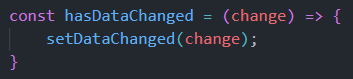 const hasDataChanged = (change) => {
    setDataChanged(change);
}